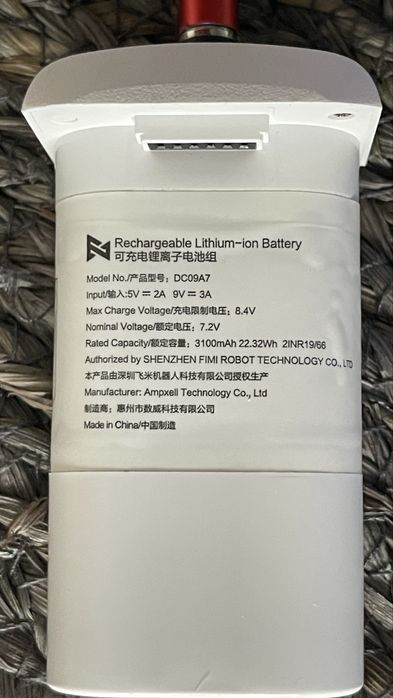 Rechargeable Lithium-ion Battery
可充电锂离子电池组
Model No./产品型号: DC09A7
Input/输入:5V ⎓ 2A 9V ⎓ 3A
Max Charge Voltage/充电限制电压: 8.4V
Nominal Voltage/额定电压: 7.2V
Rated Capacity/额定容量: 3100mAh 22.32Wh 2INR19/66
Authorized by SHENZHEN FIMI ROBOT TECHNOLOGY CO., LTD
本产品由深圳飞米机器人科技有限公司授权生产
Manufacturer: Ampxell Technology Co., Ltd
制造商: 惠州市数威科技有限公司
Made in China/中国制造